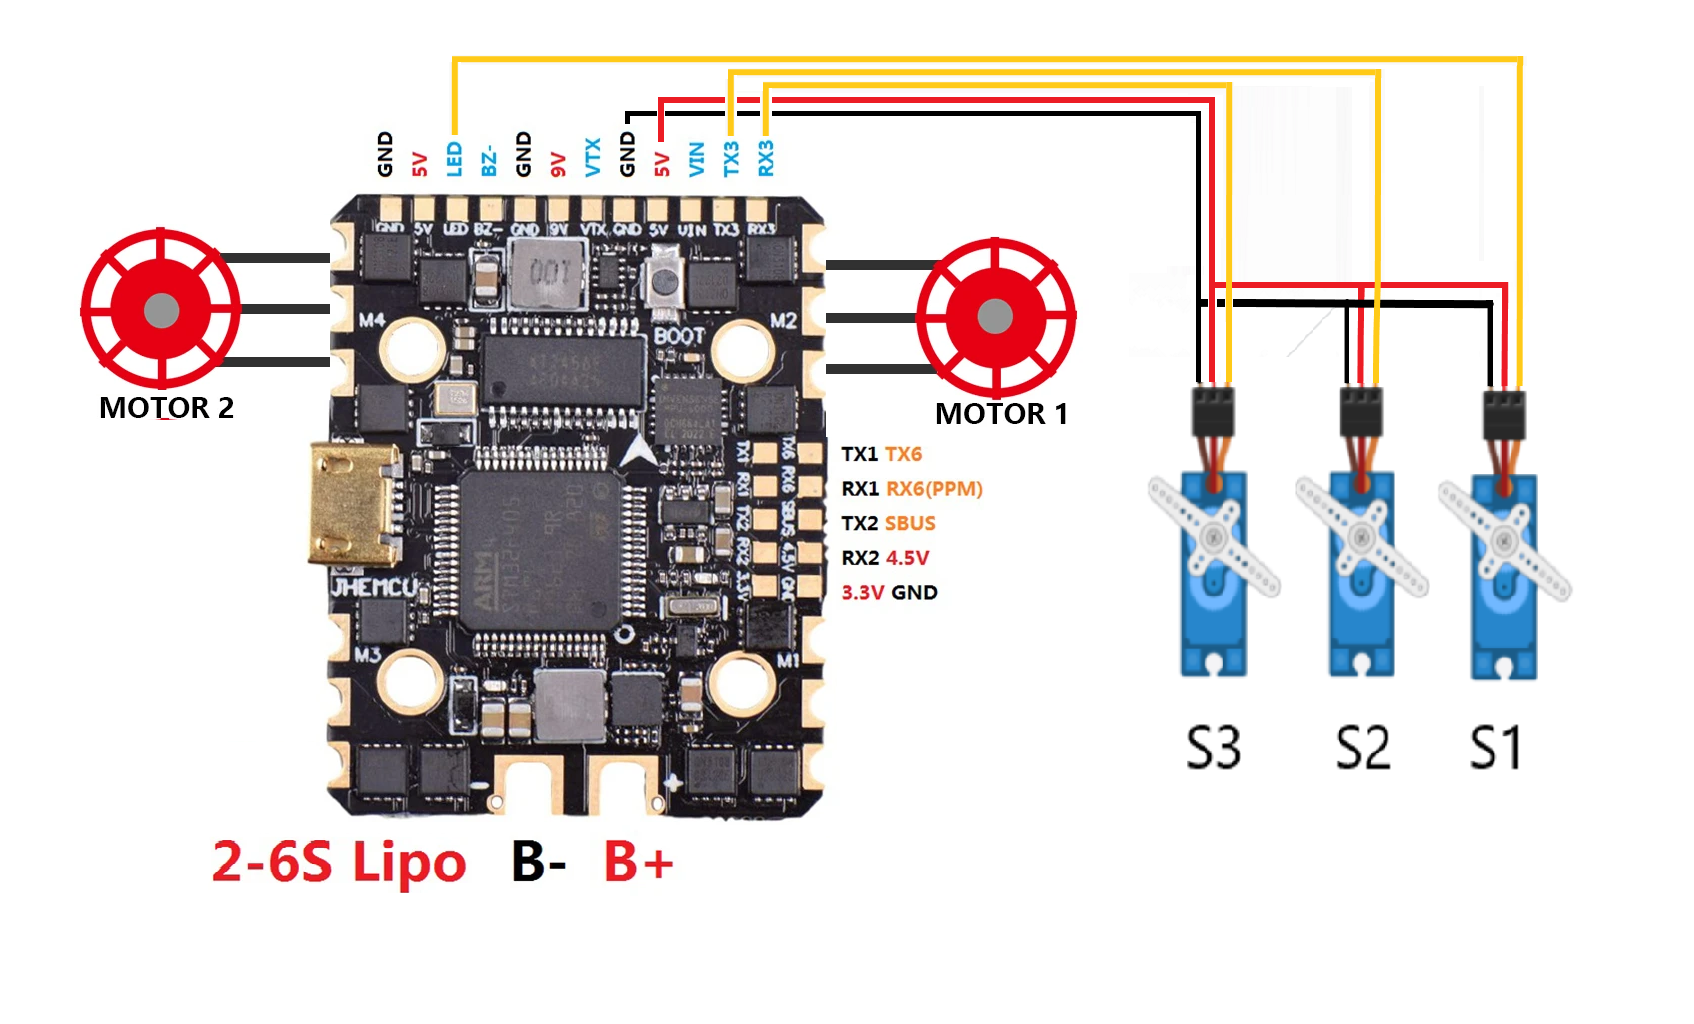 GND 5V LED BZ- GND 9V VTX GND 5V VIN TX3 RX3
GND 5V LED BZ- GND 9V VTX GND 5V VIN TX3 RX3
001
M4
M2
BOOT
MOTOR 2
MOTOR 1
TX1 TX6
RX1 RX6(PPM)
TX2 SBUS
RX2 4.5V
3.3V GND
TX1 RX1 TX2 RX2 3.3V
TX6 RX6 SBUS 4.5V GND
ARM
JHEMCU
M3
M1
- +
S3 S2 S1
2-6S Lipo B- B+